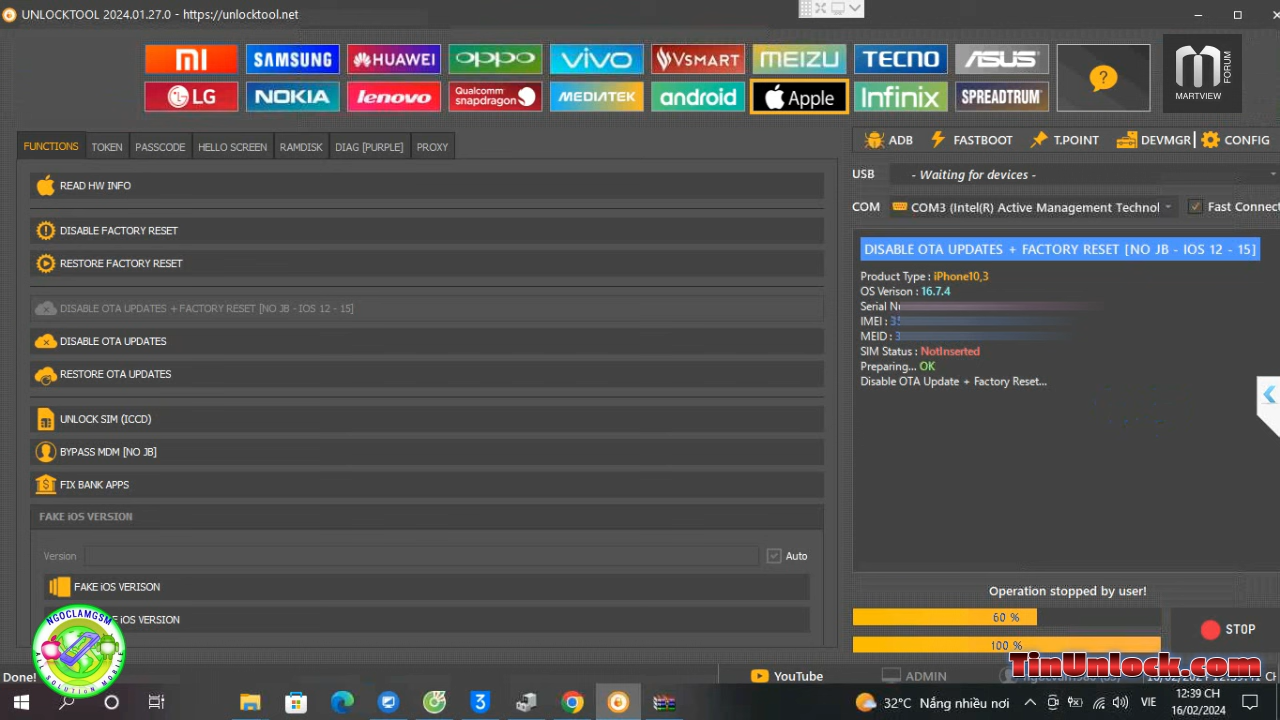 UNLOCKTOOL 2024.01.27.0 - https://unlocktool.net
MI SAMSUNG HUAWEI oppo vivo VSMART MEIZU TECNO ASUS
LG NOKIA lenovo Qualcomm snapdragon MEDIATEK android Apple Infinix SPREADTRUM ?
MARTVIEW FORUM
FUNCTIONS TOKEN PASSCODE HELLO SCREEN RAMDISK DIAG [PURPLE] PROXY
READ HW INFO
DISABLE FACTORY RESET
RESTORE FACTORY RESET
DISABLE OTA UPDATES + FACTORY RESET [NO JB - IOS 12 - 15]
DISABLE OTA UPDATES
RESTORE OTA UPDATES
UNLOCK SIM (ICCD)
BYPASS MDM [NO JB]
FIX BANK APPS
FAKE iOS VERSION
Version Auto
FAKE iOS VERISON
iOS VERSION
ADB FASTBOOT T.POINT DEVMGR CONFIG
USB - Waiting for devices -
COM COM3 (Intel(R) Active Management Technol Fast Connect
DISABLE OTA UPDATES + FACTORY RESET [NO JB - IOS 12 - 15]
Product Type : iPhone10,3
OS Verison : 16.7.4
Serial
IMEI :
MEID : 3
SIM Status : NotInserted
Preparing... OK
Disable OTA Update + Factory Reset...
Operation stopped by user!
60 %
100 %
STOP
NGOCLAMGSM
ALL SOLUTION MOBILE
TinUnlock.com
Done! YouTube ADMIN
32°C Nắng nhiều nơi VIE
12:39 CH
16/02/2024